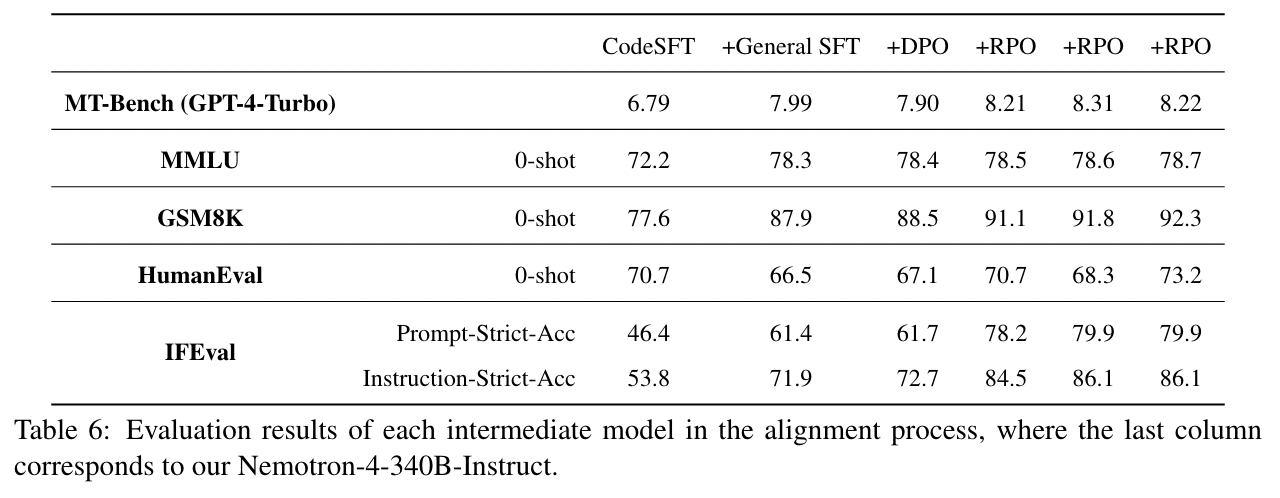 CodeSFT +General SFT +DPO +RPO +RPO +RPO
MT-Bench (GPT-4-Turbo) 6.79 7.99 7.90 8.21 8.31 8.22
MMLU 0-shot 72.2 78.3 78.4 78.5 78.6 78.7
GSM8K 0-shot 77.6 87.9 88.5 91.1 91.8 92.3
HumanEval 0-shot 70.7 66.5 67.1 70.7 68.3 73.2
IFEval
Prompt-Strict-Acc 46.4 61.4 61.7 78.2 79.9 79.9
Instruction-Strict-Acc 53.8 71.9 72.7 84.5 86.1 86.1
Table 6: Evaluation results of each intermediate model in the alignment process, where the last column
corresponds to our Nemotron-4-340B-Instruct.